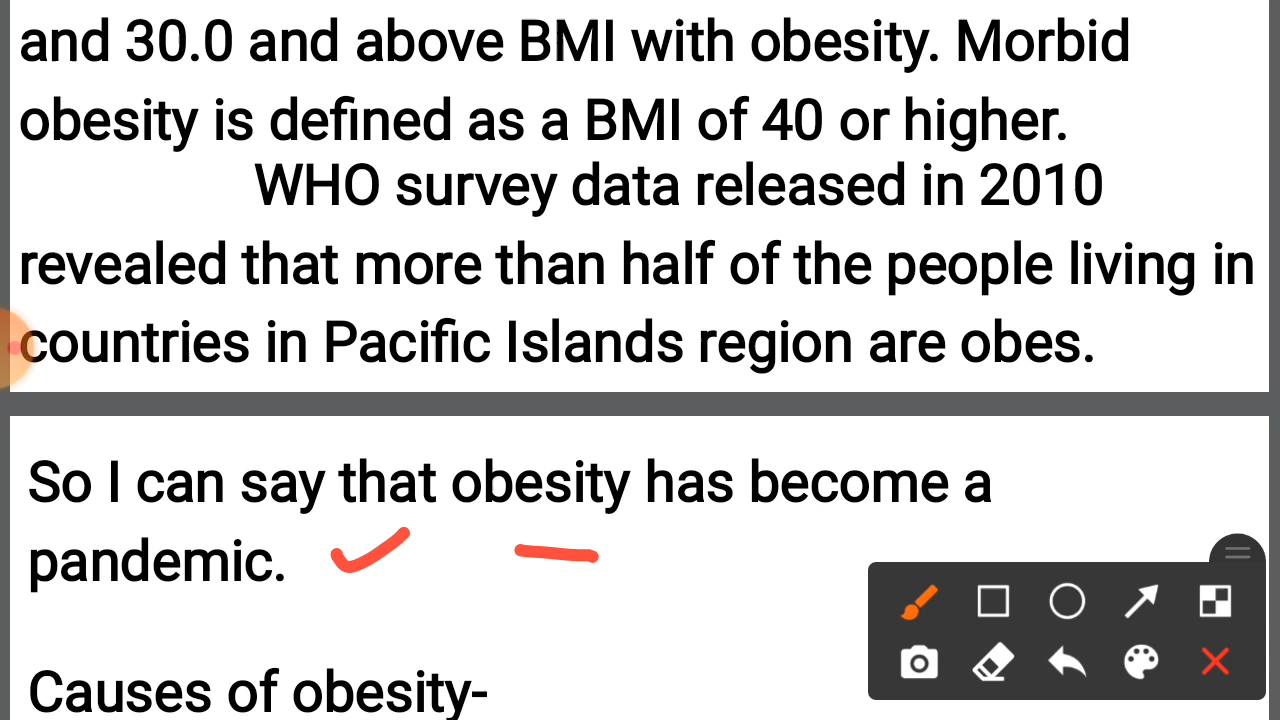 and 30.0 and above BMI with obesity. Morbid
obesity is defined as a BMI of 40 or higher.
WHO survey data released in 2010
revealed that more than half of the people living in
countries in Pacific Islands region are obes.
So I can say that obesity has become a
pandemic.
Causes of obesity-